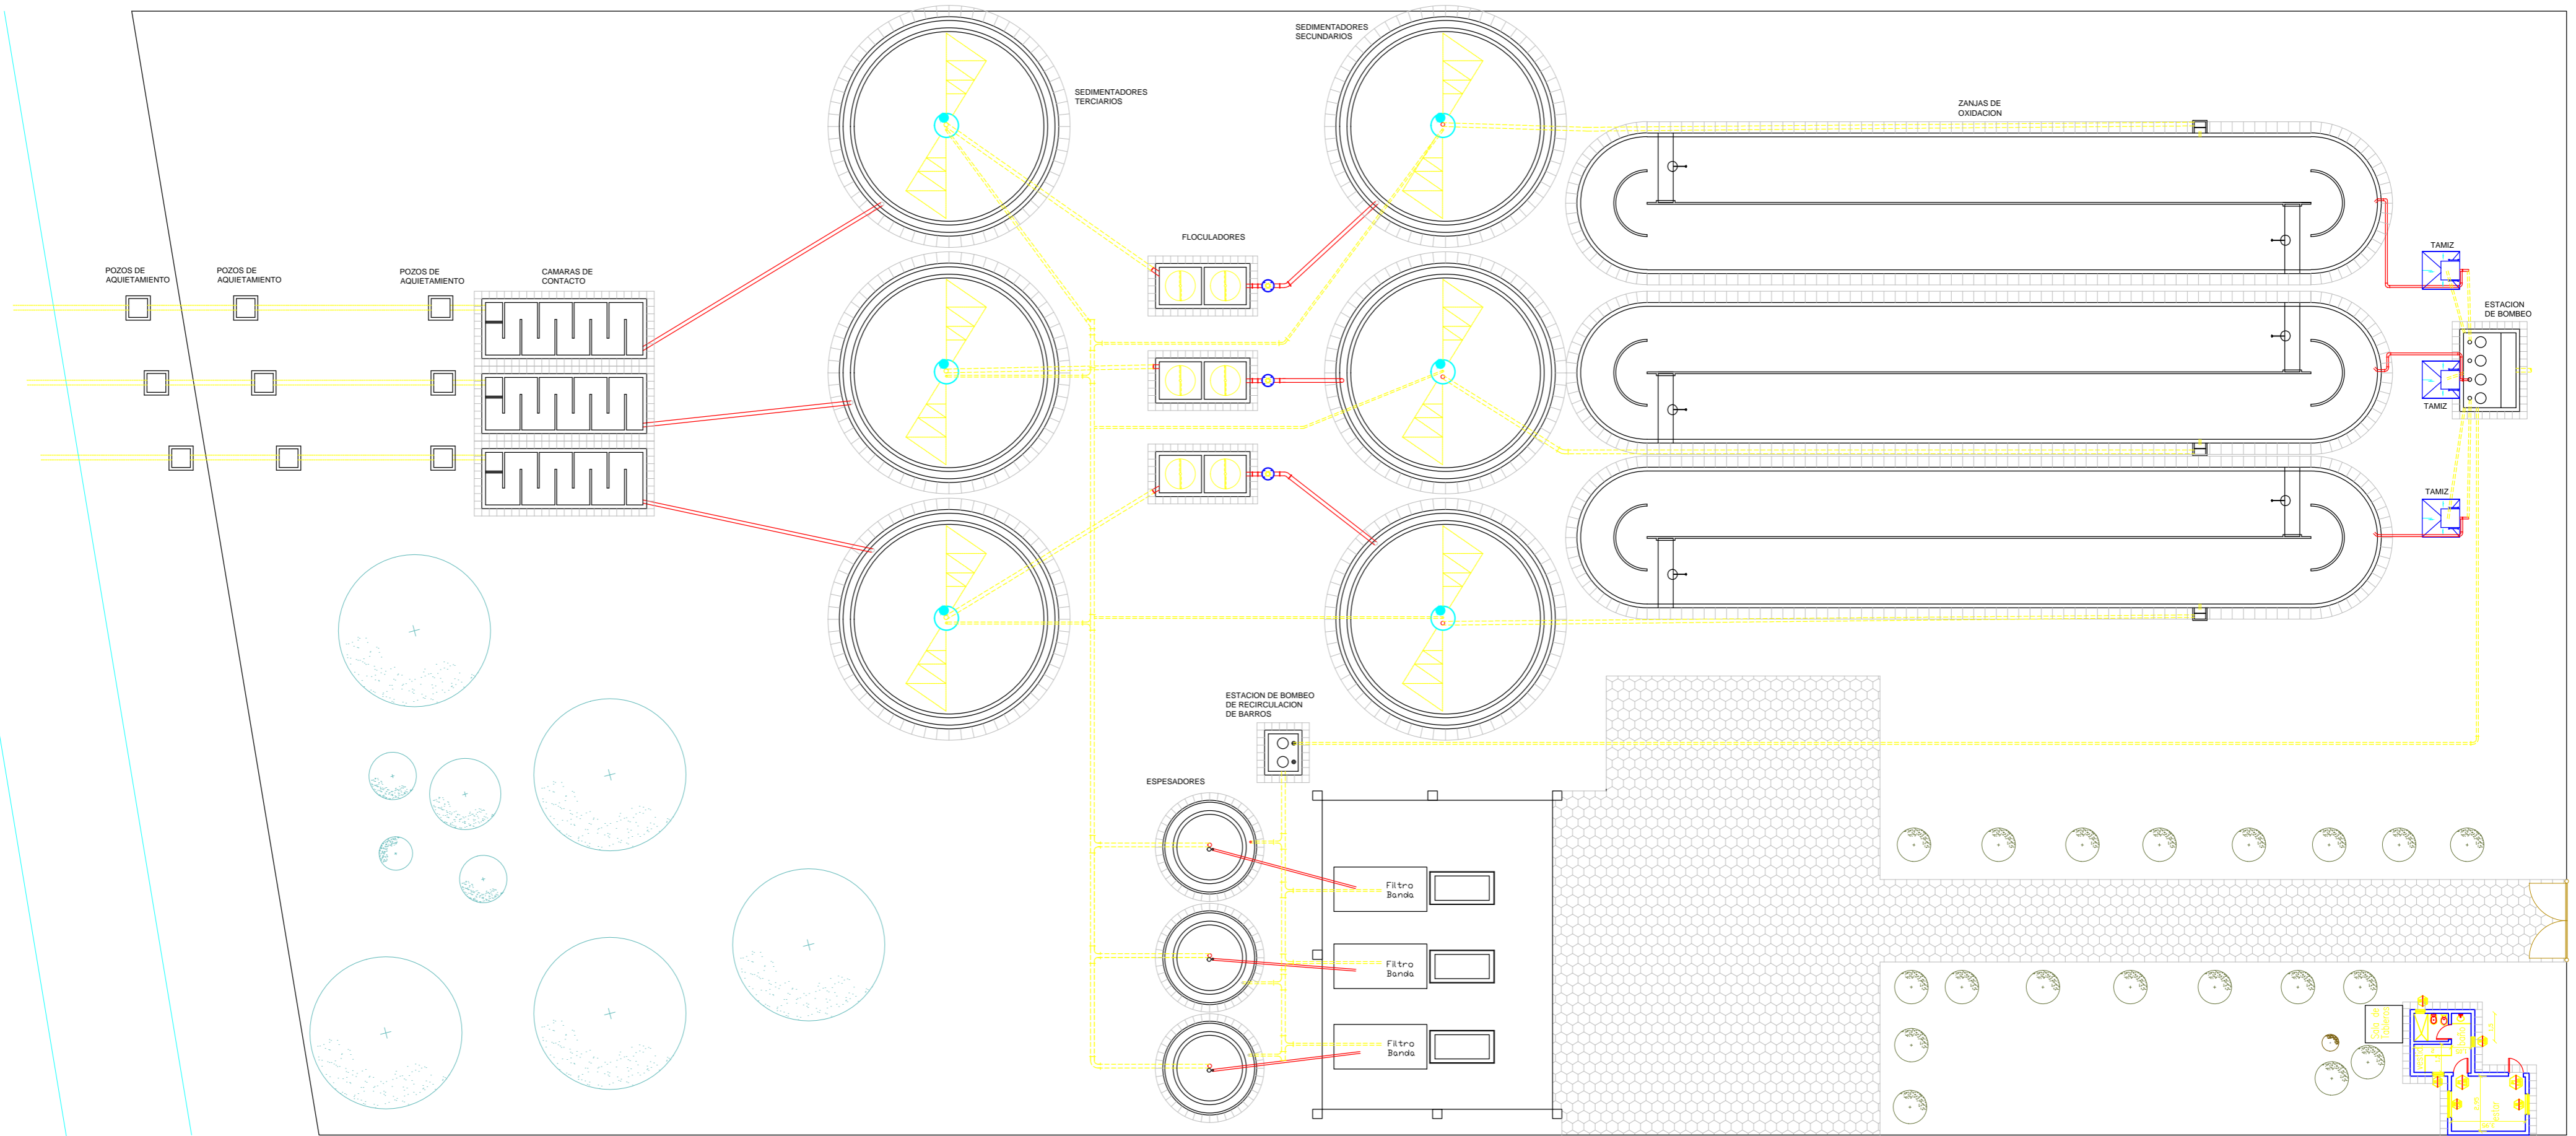 SEDIMENTADORES
SECUNDARIOS
SEDIMENTADORES
TERCIARIOS
ZANJAS DE
OXIDACION
FLOCULADORES
TAMIZ
POZOS DE
AQUIETAMIENTO
POZOS DE
AQUIETAMIENTO
POZOS DE
AQUIETAMIENTO
CAMARAS DE
CONTACTO
ESTACION
DE BOMBEO
TAMIZ
TAMIZ
ESTACION DE BOMBEO
DE RECIRCULACION
DE BARROS
ESPESADORES
Filtro
Banda
Filtro
Banda
Filtro
Banda